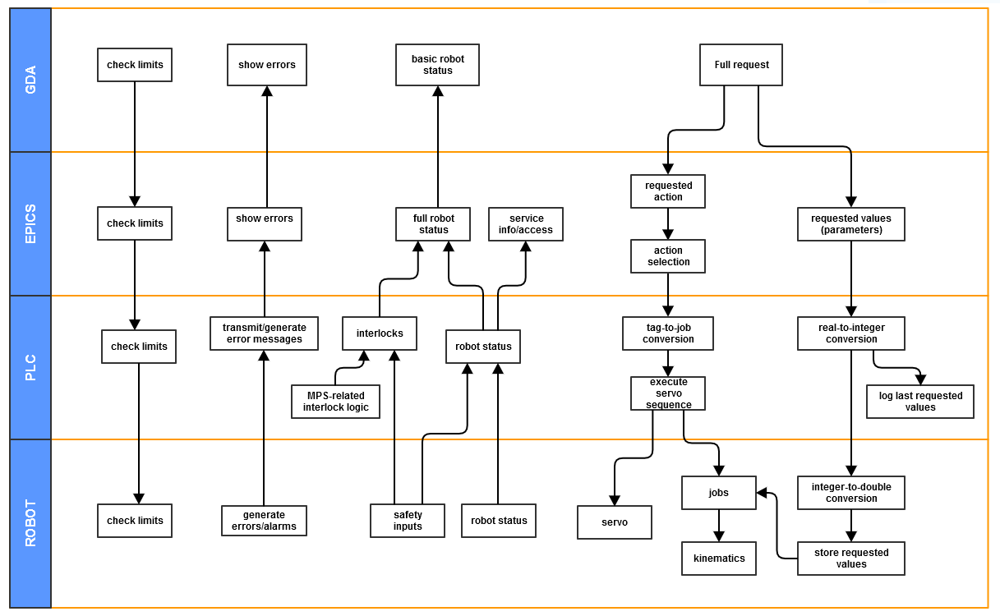 GDA
check limits
show errors
basic robot
status
Full request
EPICS
check limits
show errors
full robot
status
service
info/access
requested
action
action
selection
requested values
(parameters)
PLC
check limits
transmit/generate
error messages
interlocks
MPS-related
interlock logic
robot status
tag-to-job
conversion
execute
servo
sequence
real-to-integer
conversion
log last requested
values
ROBOT
check limits
generate
errors/alarms
safety
inputs
robot status
servo
jobs
kinematics
integer-to-double
conversion
store requested
values